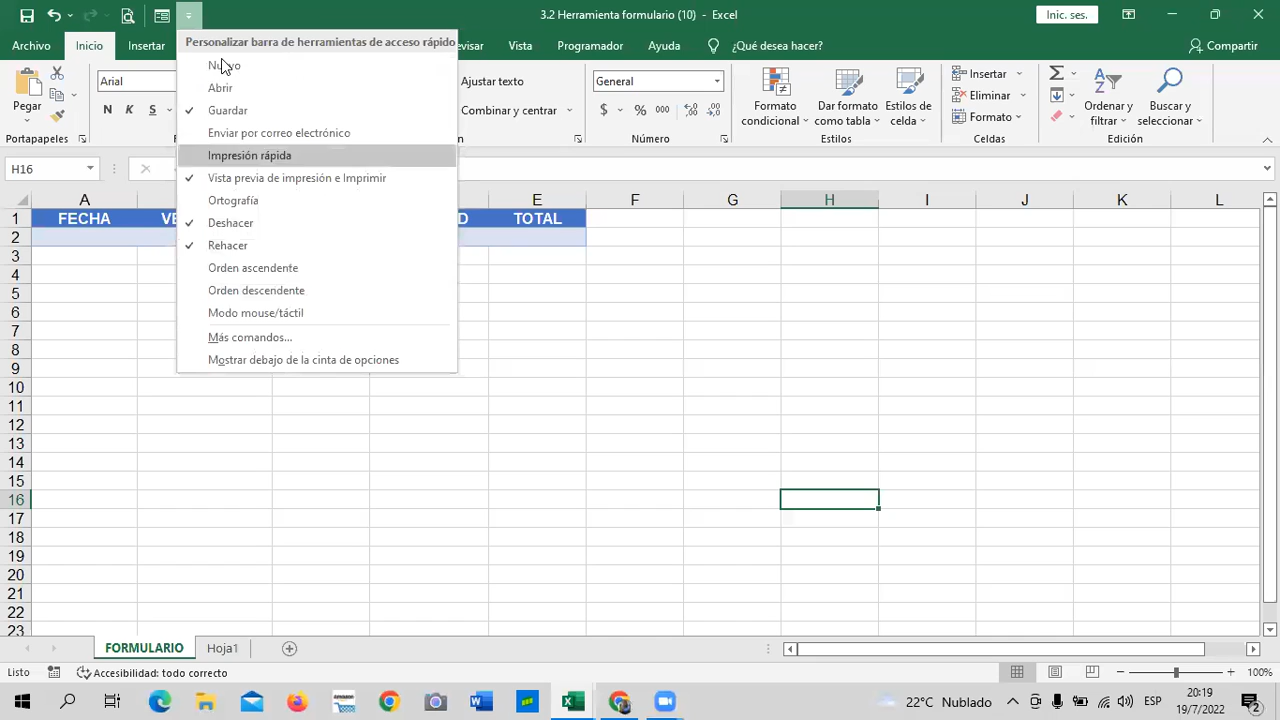 3.2 Herramienta formulario (10) - Excel
Inic. ses.
Archivo Inicio Insertar Vista Programador Ayuda ¿Qué desea hacer? Compartir
Personalizar barra de herramientas de acceso rápido
Abrir
Guardar
Enviar por correo electrónico
Impresión rápida
Vista previa de impresión e Imprimir
Ortografía
Deshacer
Rehacer
Orden ascendente
Orden descendente
Modo mouse/táctil
Más comandos...
Mostrar debajo de la cinta de opciones
Pegar
Portapapeles
Arial
N K
Ajustar texto
Combinar y centrar
General
$ % 000
Número
Formato condicional
Dar formato como tabla
Estilos de celda
Estilos
Insertar
Eliminar
Formato
Celdas
Ordenar y filtrar
Buscar y seleccionar
Edición
H16
A E F G H I J K L
1 FECHA VE D TOTAL
2
3
4
5
6
7
8
9
10
11
12
13
14
15
16
17
18
19
20
21
22
23
FORMULARIO Hoja1
Listo Accesibilidad: todo correcto 100%
22°C Nublado ESP 20:19
19/7/2022 2